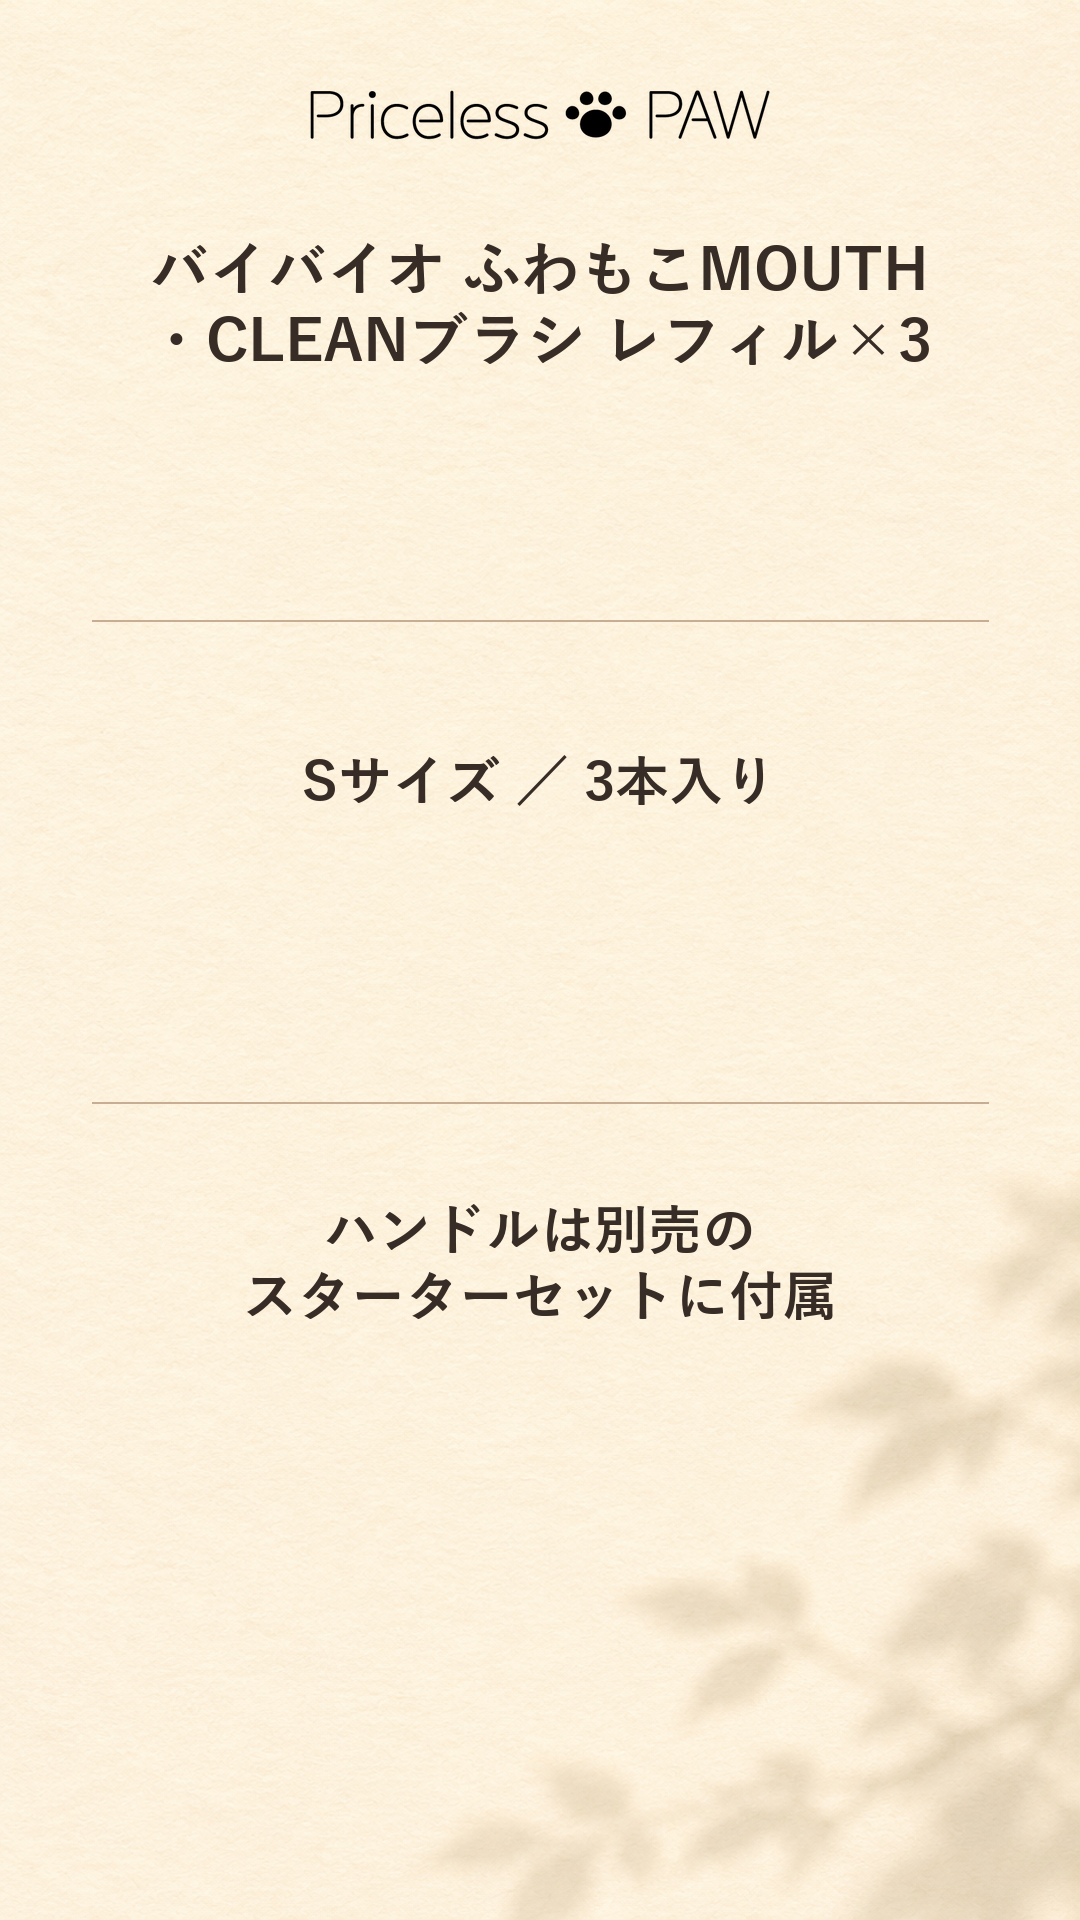 Priceless PAW
バイバイオ ふわもこMOUTH
・CLEANブラシ レフィル×3
Sサイズ ／ 3本入り
ハンドルは別売の
スターターセットに付属